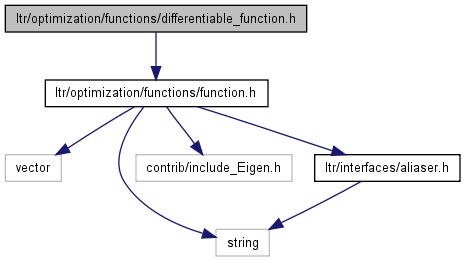 ltr/optimization/functions/differentiable_function.h
ltr/optimization/functions/function.h
vector
contrib/include_Eigen.h
ltr/interfaces/aliaser.h
string